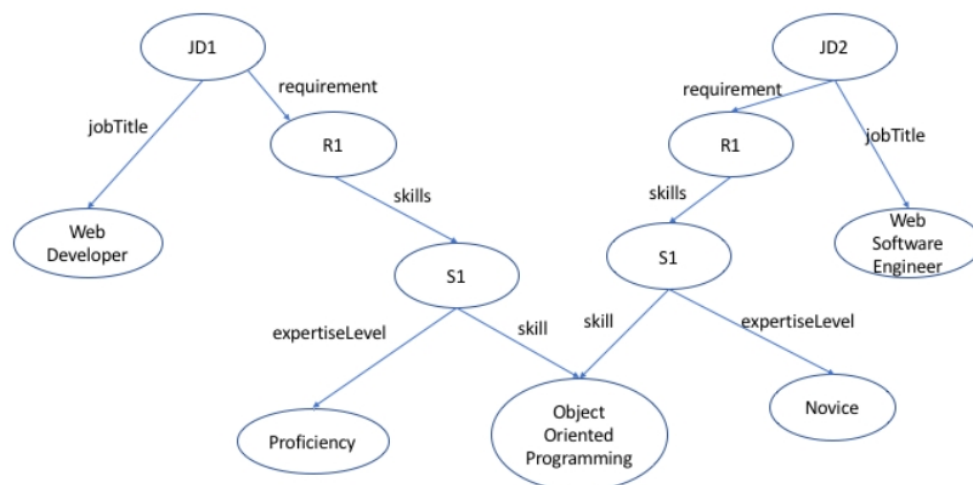 JD1
JD2
requirement
requirement
jobTitle
jobTitle
R1
R1
skills
skills
Web
Developer
Web
Software
Engineer
S1
S1
expertiseLevel
skill
skill
expertiseLevel
Proficiency
Object
Oriented
Programming
Novice